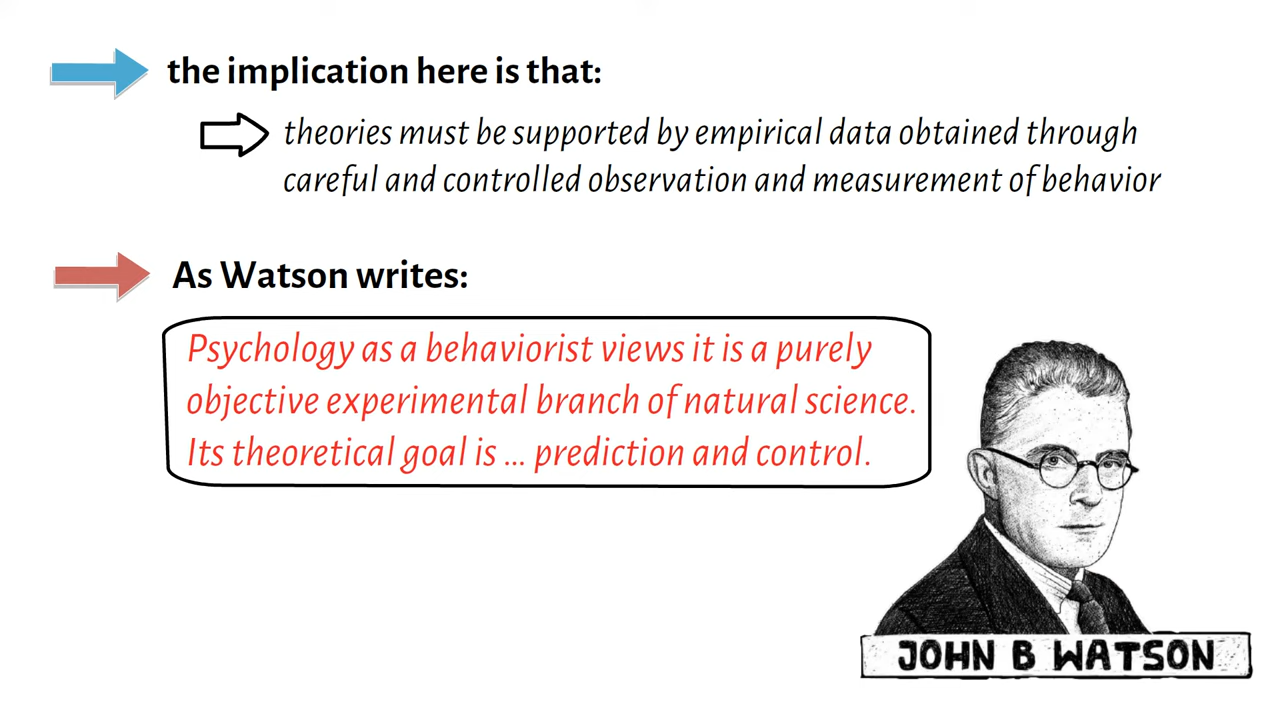 the implication here is that:
theories must be supported by empirical data obtained through
careful and controlled observation and measurement of behavior
As Watson writes:
Psychology as a behaviorist views it is a purely
objective experimental branch of natural science.
Its theoretical goal is ... prediction and control.
JOHN B WATSON